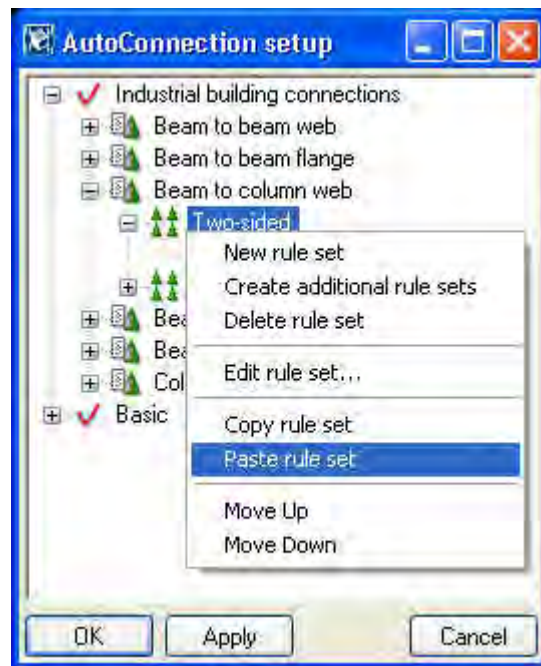 AutoConnection setup
Industrial building connections
Beam to beam web
Beam to beam flange
Beam to column web
Two-sided
New rule set
Create additional rule sets
Delete rule set
Edit rule set...
Copy rule set
Paste rule set
Move Up
Move Down
Basic
OK
Apply
Cancel